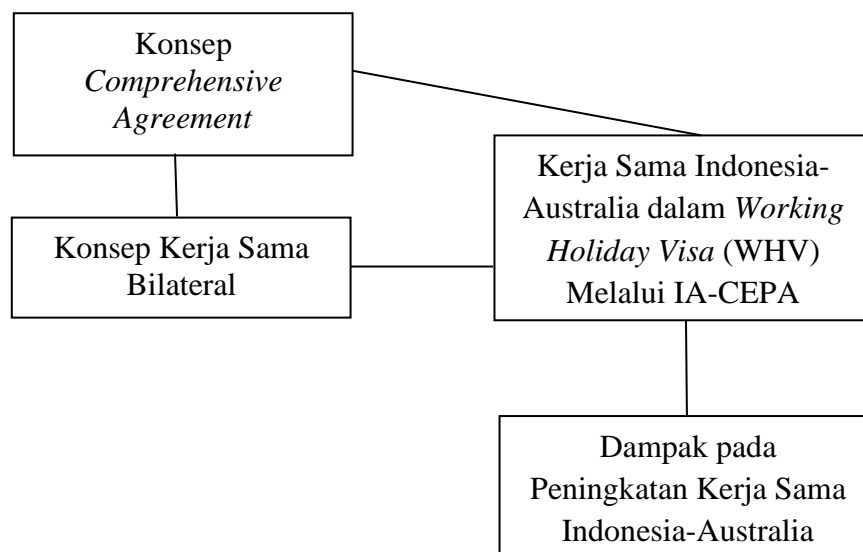 Konsep
Comprehensive
Agreement
Kerja Sama Indonesia-
Australia dalam Working
Holiday Visa (WHV)
Melalui IA-CEPA
Konsep Kerja Sama
Bilateral
Dampak pada
Peningkatan Kerja Sama
Indonesia-Australia